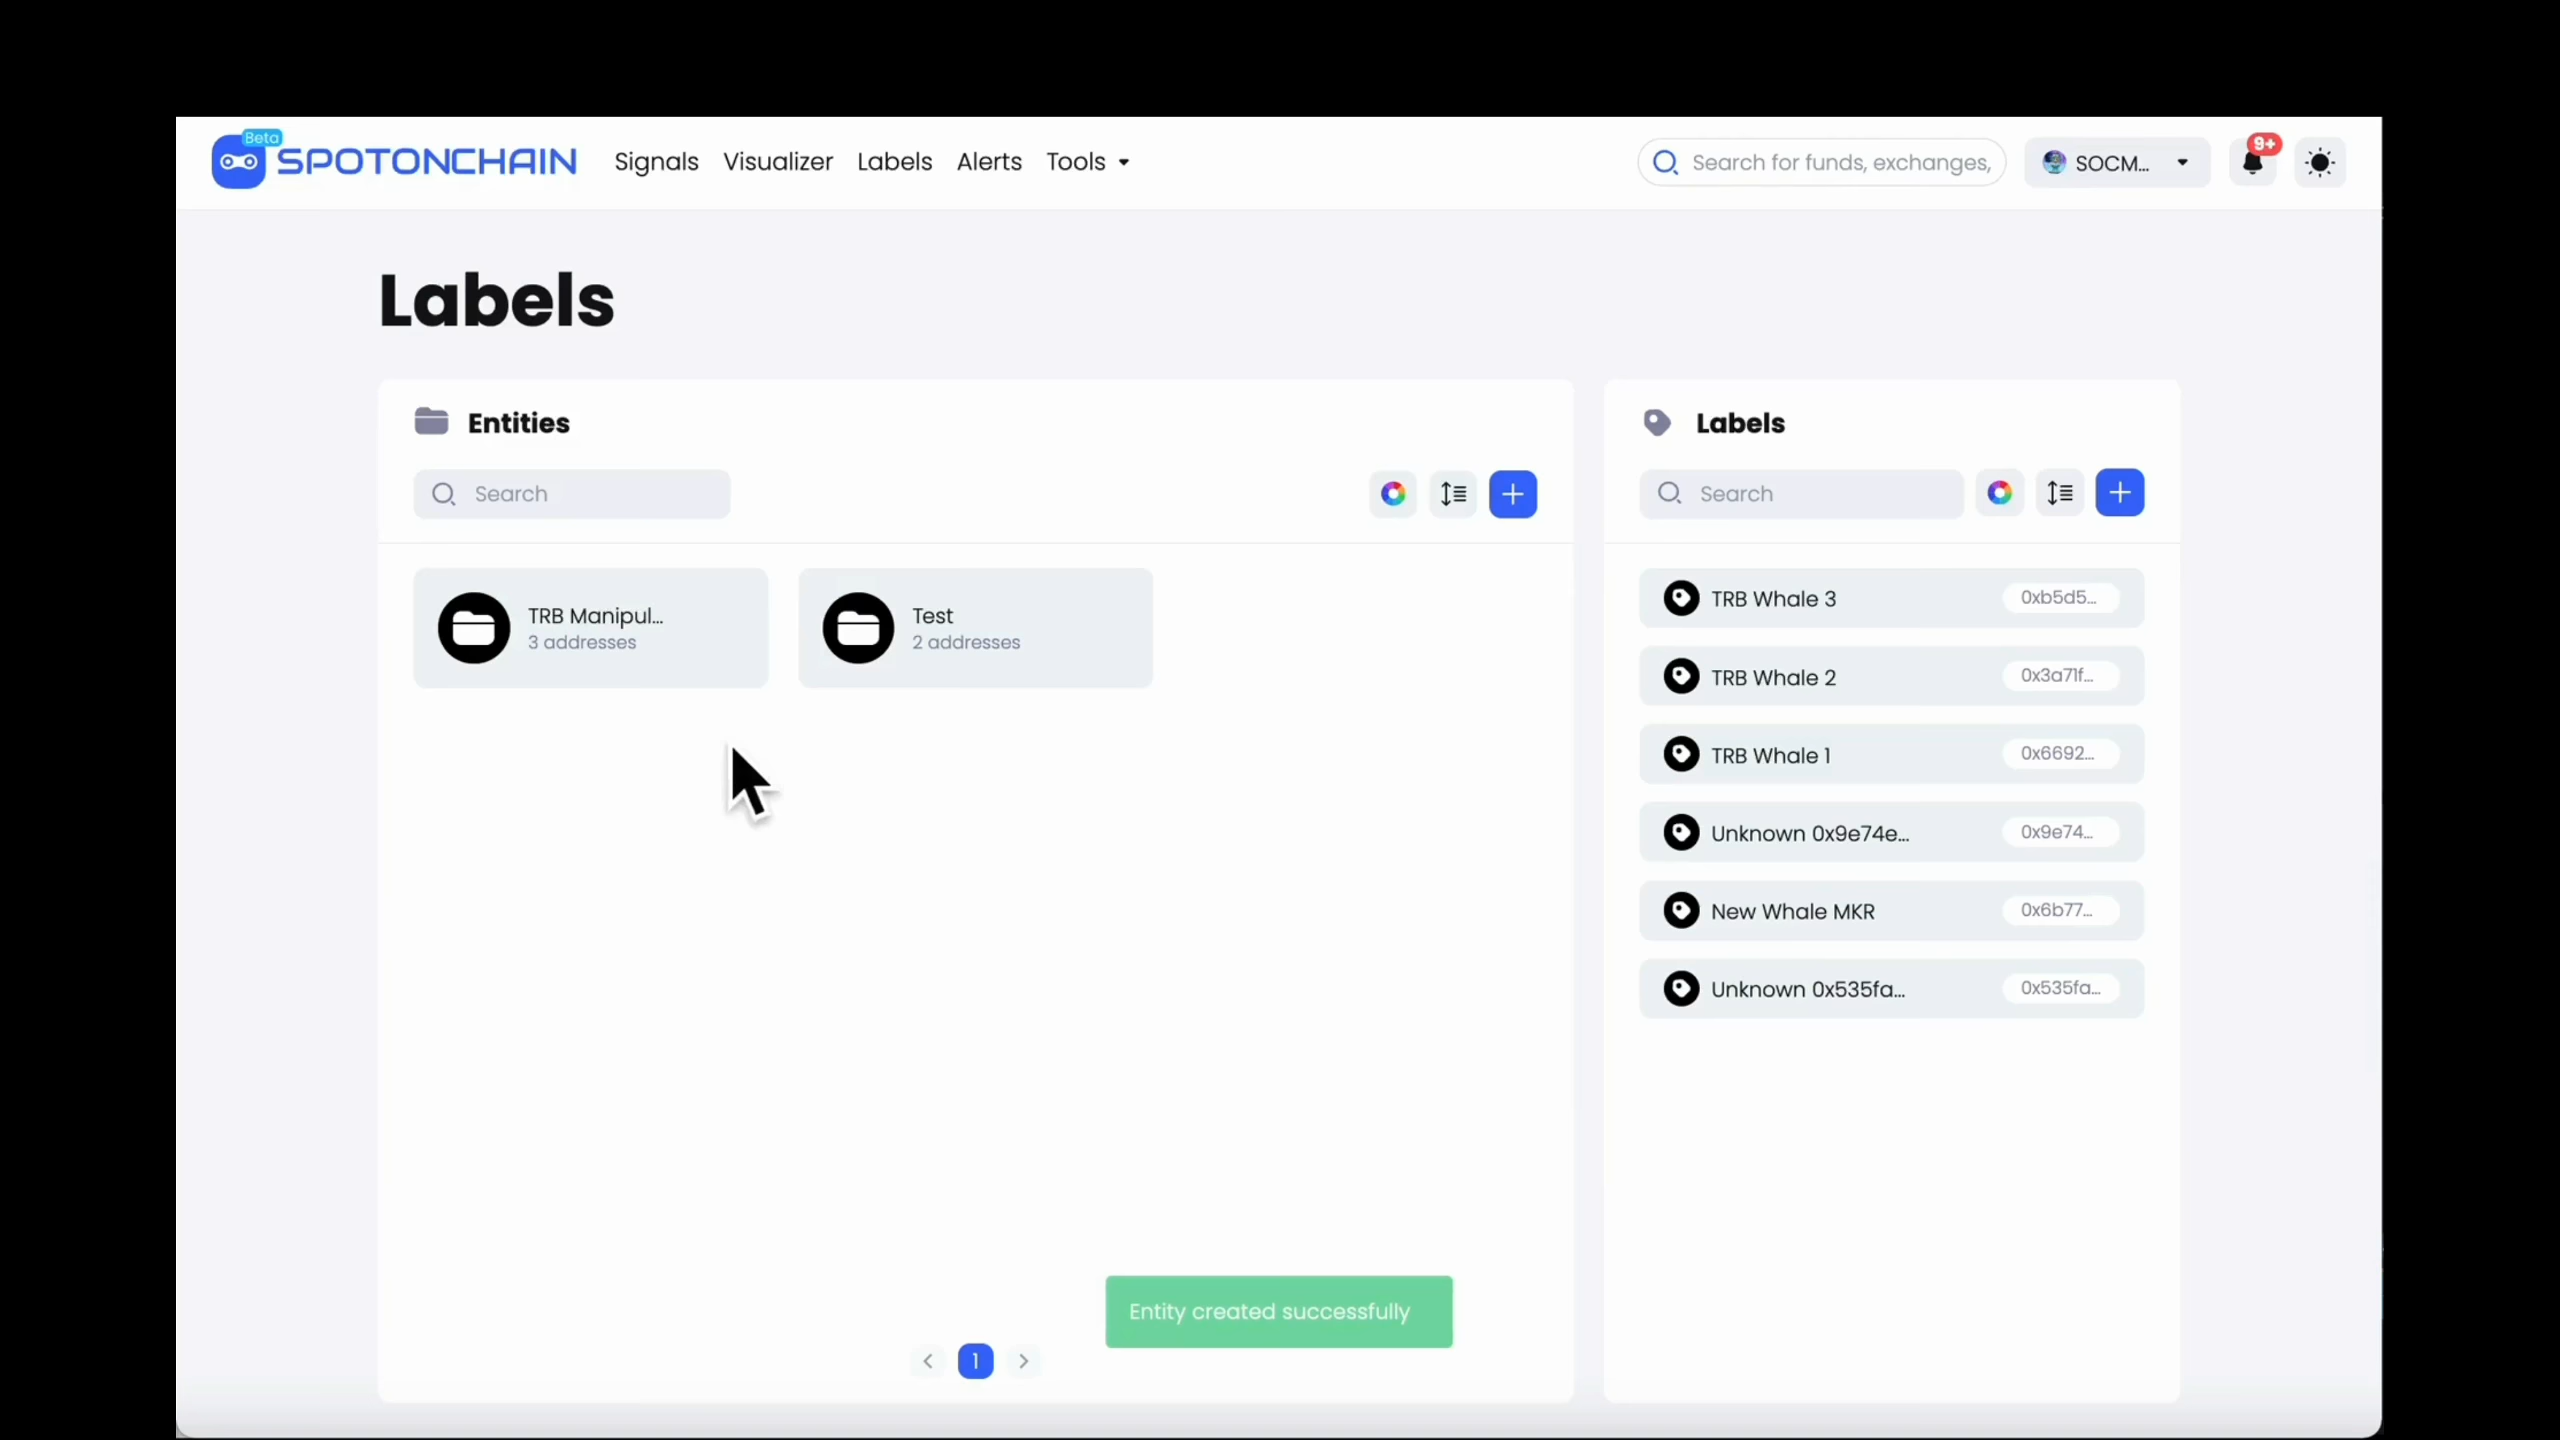 Beta
SPOTONCHAIN
Signals
Visualizer
Labels
Alerts
Tools
Search for funds, exchanges,
SOCM...
9+
Labels
Entities
Search
TRB Manipul...
3 addresses
Test
2 addresses
Entity created successfully
1
Labels
Search
TRB Whale 3 0xb5d5...
TRB Whale 2 0x3a71f...
TRB Whale 1 0x6692...
Unknown 0x9e74e... 0x9e74...
New Whale MKR 0x6b77...
Unknown 0x535fa... 0x535fa...